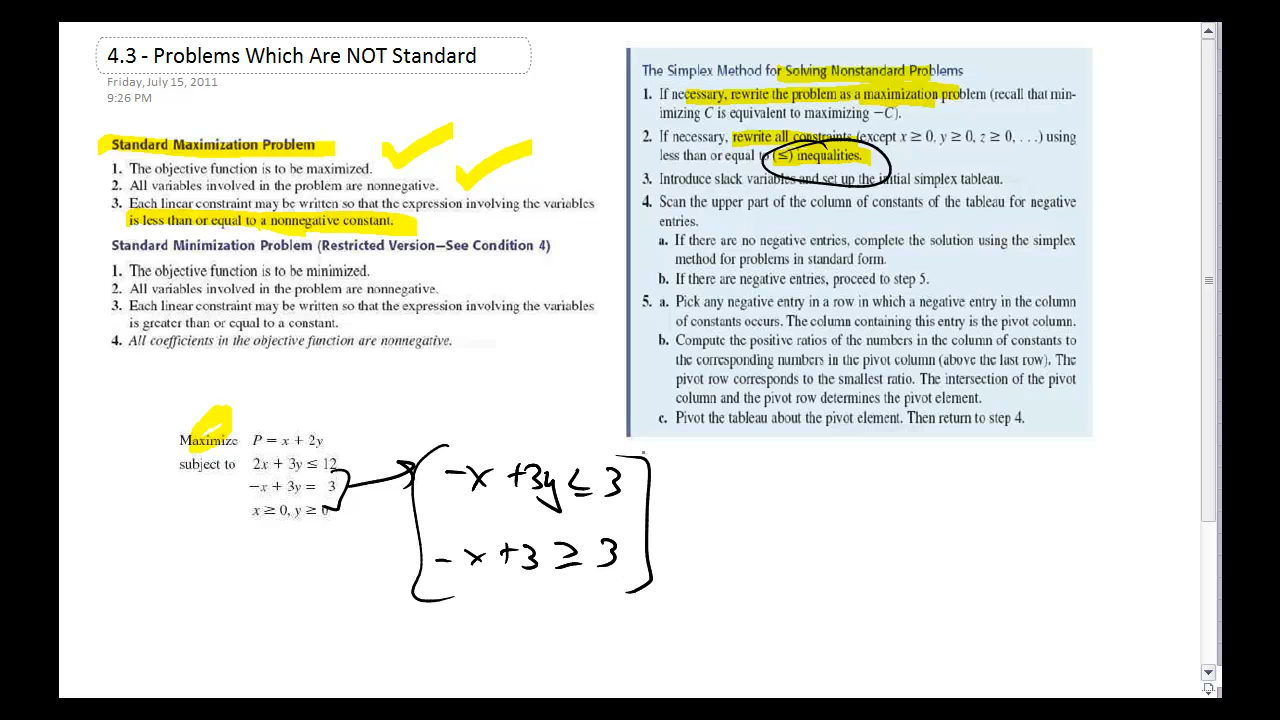 4.3 - Problems Which Are NOT Standard
Friday, July 15, 2011
9:26 PM
Standard Maximization Problem
1. The objective function is to be maximized.
2. All variables involved in the problem are nonnegative.
3. Each linear constraint may be written so that the expression involving the variables
is less than or equal to a nonnegative constant.
Standard Minimization Problem (Restricted Version—See Condition 4)
1. The objective function is to be minimized.
2. All variables involved in the problem are nonnegative.
3. Each linear constraint may be written so that the expression involving the variables
is greater than or equal to a constant.
4. All coefficients in the objective function are nonnegative.
Maximize P = x + 2y
subject to 2x + 3y ≤ 12
-x + 3y = 3
x ≥ 0, y ≥ 0
-x +3y ≤ 3
-x +3 ≥ 3
The Simplex Method for Solving Nonstandard Problems
1. If necessary, rewrite the problem as a maximization problem (recall that min-
imizing C is equivalent to maximizing −C).
2. If necessary, rewrite all constraints (except x ≥ 0, y ≥ 0, z ≥ 0, . . .) using
less than or equal to (≤) inequalities.
3. Introduce slack variables and set up the initial simplex tableau.
4. Scan the upper part of the column of constants of the tableau for negative
entries.
a. If there are no negative entries, complete the solution using the simplex
method for problems in standard form.
b. If there are negative entries, proceed to step 5.
5. a. Pick any negative entry in a row in which a negative entry in the column
of constants occurs. The column containing this entry is the pivot column.
b. Compute the positive ratios of the numbers in the column of constants to
the corresponding numbers in the pivot column (above the last row). The
pivot row corresponds to the smallest ratio. The intersection of the pivot
column and the pivot row determines the pivot element.
c. Pivot the tableau about the pivot element. Then return to step 4.